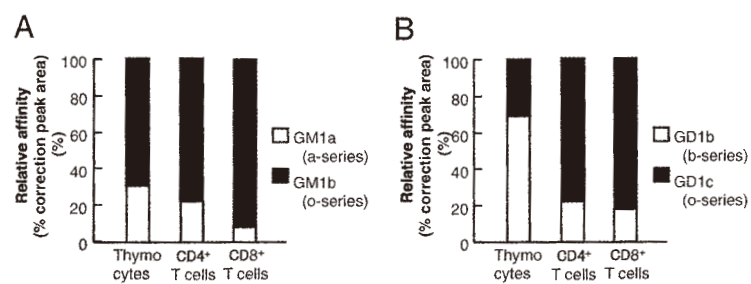 A
Relative affinity
(% correction peak area)
(%)
100
80
60
40
20
0
Thymo
cytes
CD4+
T cells
CD8+
T cells
GM1a
(a-series)
GM1b
(o-series)
B
Relative affinity
(% correction peak area)
(%)
100
80
60
40
20
0
Thymo
cytes
CD4+
T cells
CD8+
T cells
GD1b
(b-series)
GD1c
(o-series)